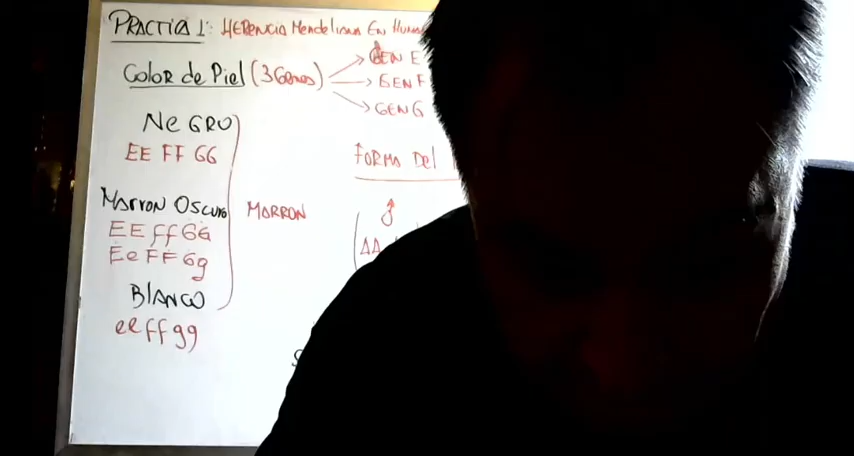 PRACTICA 1: HERENCIA MENDELIANA EN HUMA
Color de Piel (3 Genes)
GEN E
GEN F
GEN G
NEGRO
EE FF GG
MARRON OSCURO
EE ff GG
Ee FF Gg
BLANCO
ee ff gg
MARRON
FORMA DEL
♂
AA